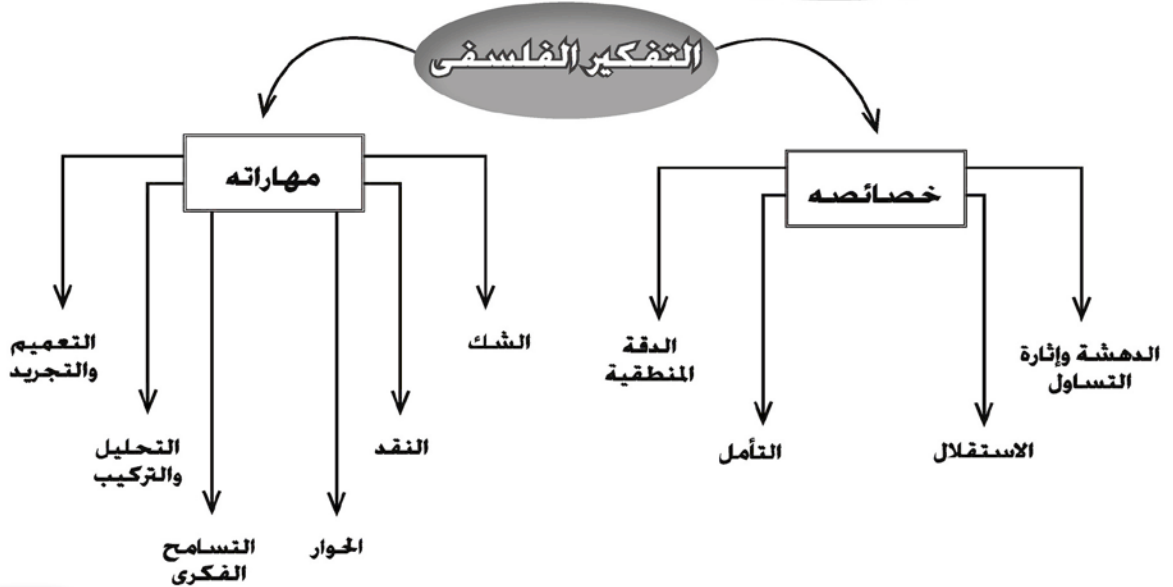 التفكير الفلسفى
خصائصه
الدهشة وإثارة
التساول
الاستقلال
التأمل
الدقة
المنطقية
مهاراته
الشك
النقد
الحوار
التسامح
الفكرى
التحليل
والتركيب
التعميم
والتجريد